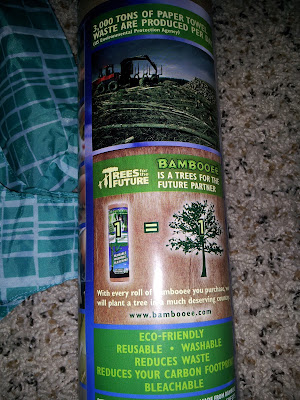 3,000 TONS OF PAPER TOWEL
WASTE ARE PRODUCED PER
(US Environmental Protection Agency)
TREES for the
FUTURE
BAMBOOEE
IS A TREES FOR THE
FUTURE PARTNER
1 = 1
With every roll of Bambooee you purchase, we
will plant a tree in a much deserving country
www.bambooee.com
ECO-FRIENDLY
REUSABLE • WASHABLE
REDUCES WASTE
REDUCES YOUR CARBON FOOTPRINT
BLEACHABLE